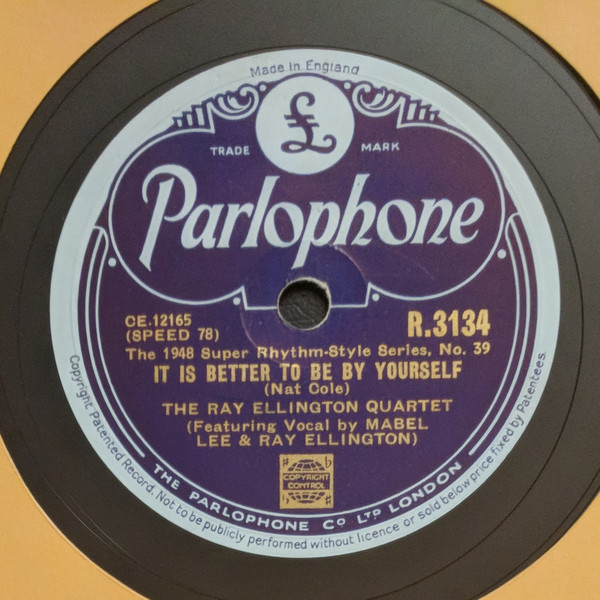 Made in England
£
TRADE MARK
Parlophone
CE.12165
(SPEED 78)
R.3134
The 1948 Super Rhythm-Style Series, No. 39
IT IS BETTER TO BE BY YOURSELF
(Nat Cole)
THE RAY ELLINGTON QUARTET
(Featuring Vocal by MABEL
LEE & RAY ELLINGTON)
COPYRIGHT
CONTROL
THE PARLOPHONE Co LTD LONDON
Copyright Patented Record. Not to be publicly performed without licence or sold below price fixed by Patentees.